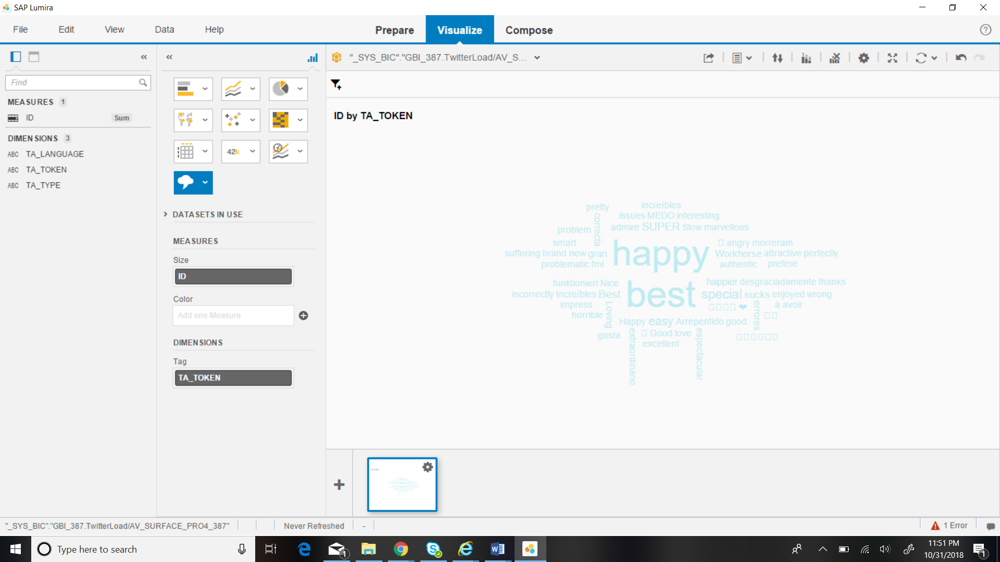 SAP Lumira
File Edit View Data Help
Prepare Visualize Compose
"_SYS_BIC"."GBI_387.TwitterLoad/AV_S...
Find
MEASURES 1
ID Sum
DIMENSIONS 3
ABC TA_LANGUAGE
ABC TA_TOKEN
ABC TA_TYPE
42k
DATASETS IN USE
MEASURES
Size
ID
Color
Add one Measure
DIMENSIONS
Tag
TA_TOKEN
ID by TA_TOKEN
pretty increíbles
issues MEDO interesting
correcta
problem admire SUPER Slow marvellous
smart angry morreram
suffering brand new gran happy Workhorse attractive perfectly
problematic fml authentic prefere
funktioniert Nice happier desgraciadamente thanks
incorrectly Increíbles Best best special sucks enjoyed wrong
impress ❤ à avoir
Loving errores
horrible
Happy easy Arrepentido good
gusta Good love
excellent
extraordinario espectacular
"_SYS_BIC"."GBI_387.TwitterLoad/AV_SURFACE_PRO4_387" Never Refreshed - 1 Error
Type here to search
1
11:51 PM
10/31/2018
1